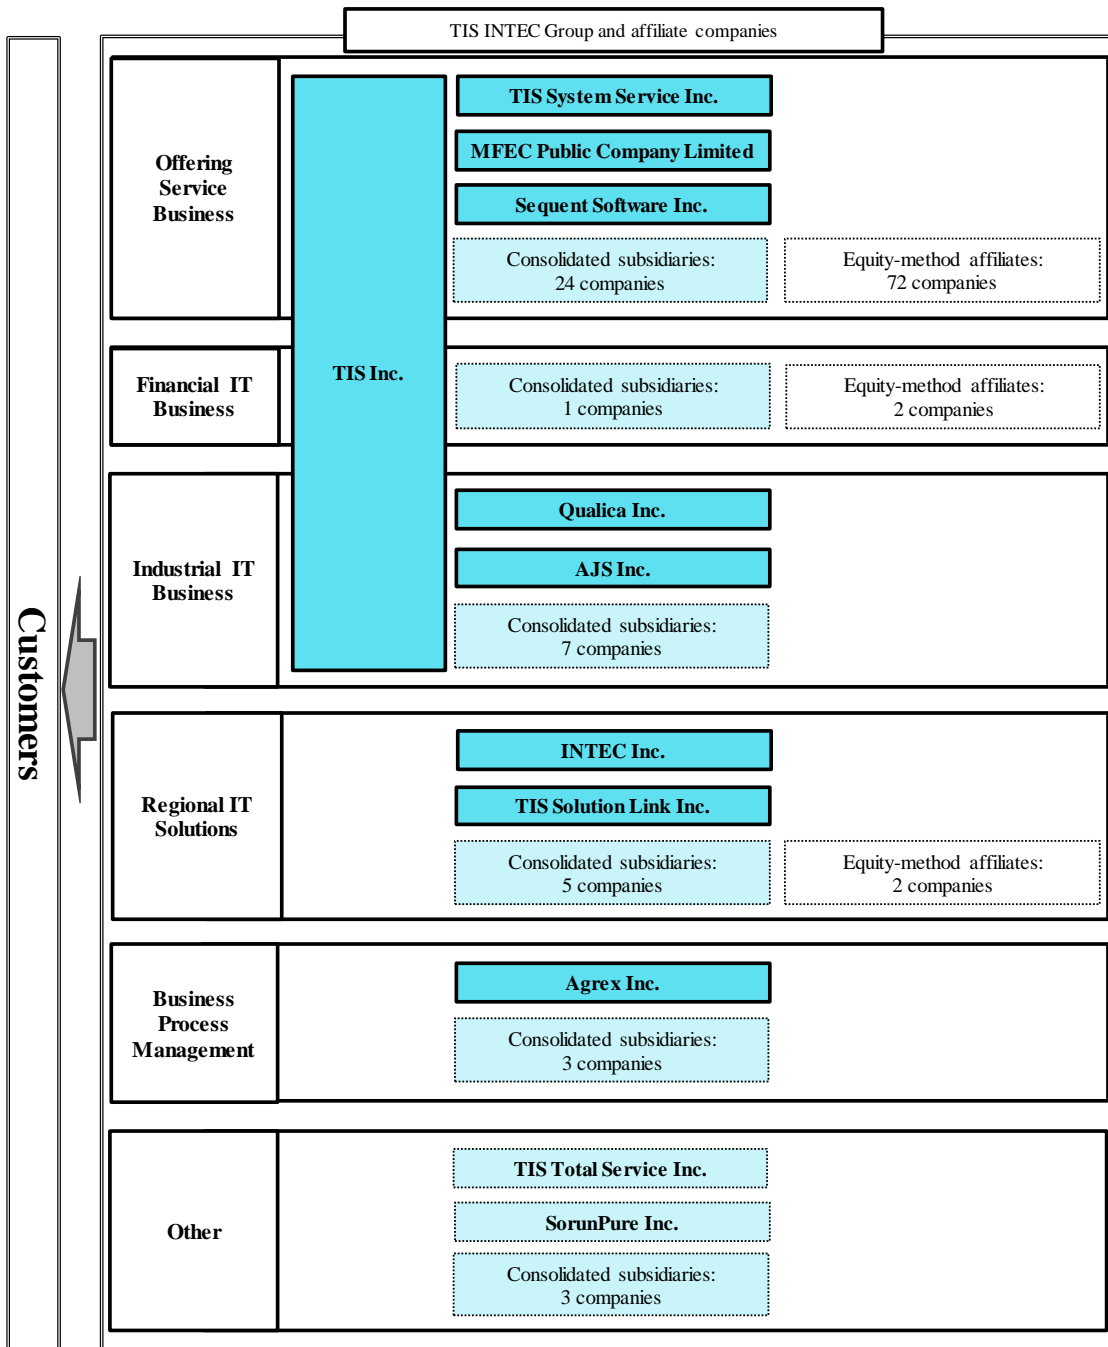 TIS INTEC Group and affiliate companies
Customers
Offering
Service
Business
TIS Inc.
TIS System Service Inc.
MFEC Public Company Limited
Sequent Software Inc.
Consolidated subsidiaries:
24 companies
Equity-method affiliates:
72 companies
Financial IT
Business
Consolidated subsidiaries:
1 companies
Equity-method affiliates:
2 companies
Industrial IT
Business
Qualica Inc.
AJS Inc.
Consolidated subsidiaries:
7 companies
Regional IT
Solutions
INTEC Inc.
TIS Solution Link Inc.
Consolidated subsidiaries:
5 companies
Equity-method affiliates:
2 companies
Business
Process
Management
Agrex Inc.
Consolidated subsidiaries:
3 companies
Other
TIS Total Service Inc.
SorunPure Inc.
Consolidated subsidiaries:
3 companies